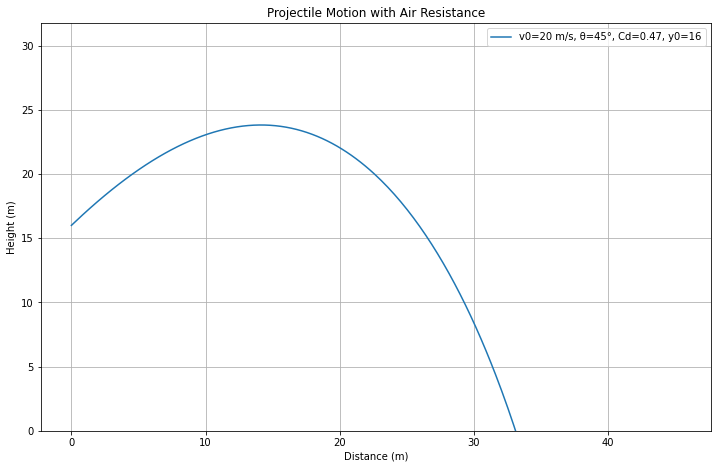 Projectile Motion with Air Resistance
v0=20 m/s, θ=45°, Cd=0.47, y0=16
30
25
20
15
10
5
0
Height (m)
0 10 20 30 40
Distance (m)